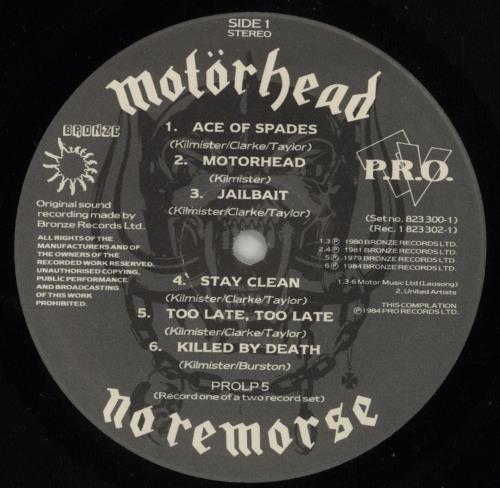 SIDE 1
STEREO
motörhead
1. ACE OF SPADES
(Kilmister/Clarke/Taylor)
2. MOTORHEAD
(Kilmister)
3. JAILBAIT
(Kilmister/Clarke/Taylor)
BRONZE
Original sound
recording made by
Bronze Records Ltd.
ALL RIGHTS OF THE
MANUFACTURERS AND OF
THE OWNERS OF THE
RECORDED WORK RESERVED.
UNAUTHORISED COPYING,
PUBLIC PERFORMANCE
AND BROADCASTING
OF THIS WORK
PROHIBITED.
P.R.O.
(Set no. 823 300-1)
(Rec. 1 823 302-1)
1.3 ℗ 1980 BRONZE RECORDS LTD.
2.4 ℗ 1981 BRONZE RECORDS LTD.
5 ℗ 1979 BRONZE RECORDS LTD.
6 ℗ 1984 BRONZE RECORDS LTD.
1.3-6 Motor Music Ltd (Leosong)
2. United Artists
THIS COMPILATION
℗ 1984 PRO RECORDS LTD.
4. STAY CLEAN
(Kilmister/Clarke/Taylor)
5. TOO LATE, TOO LATE
(Kilmister/Clarke/Taylor)
6. KILLED BY DEATH
(Kilmister/Burston)
PROLP 5
(Record one of a two record set)
no remorse